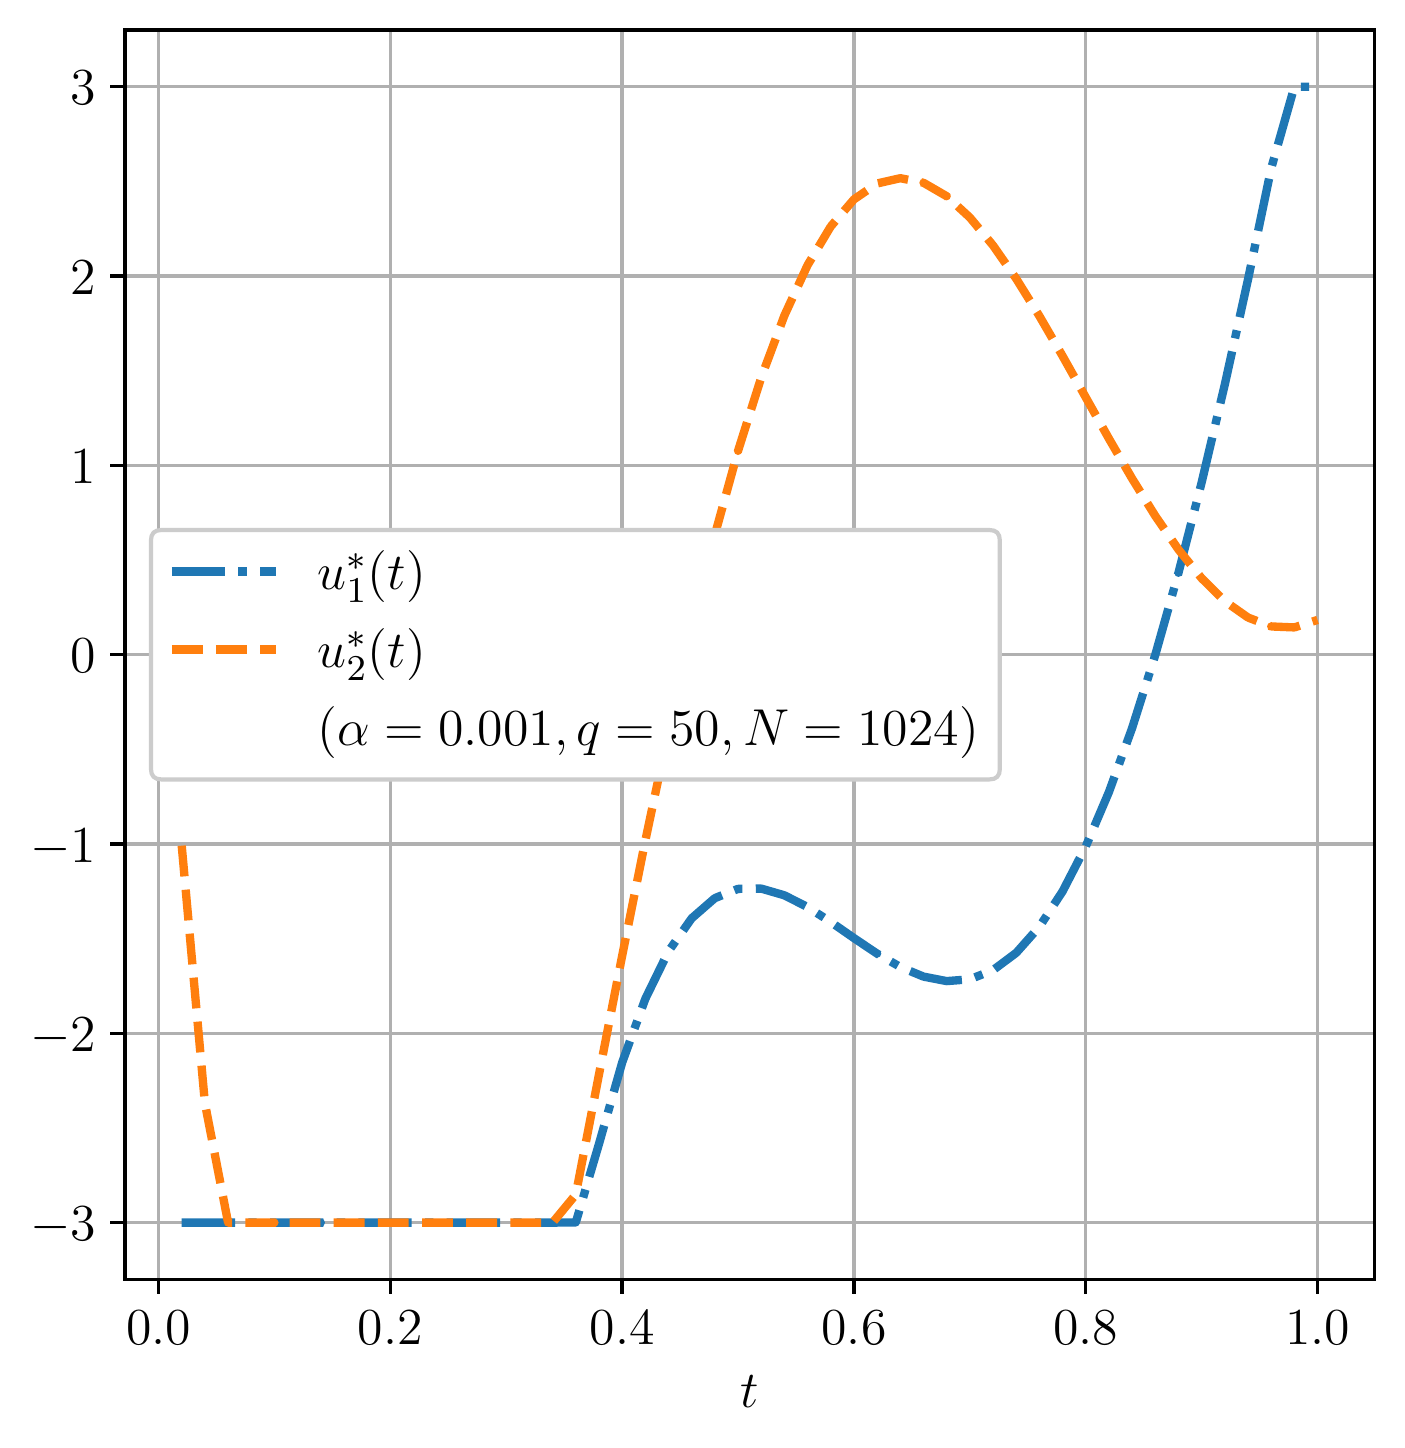 3
2
1
0
−1
−2
−3
u₁*(t)
u₂*(t)
(α = 0.001, q = 50, N = 1024)
0.0 0.2 0.4 0.6 0.8 1.0
t